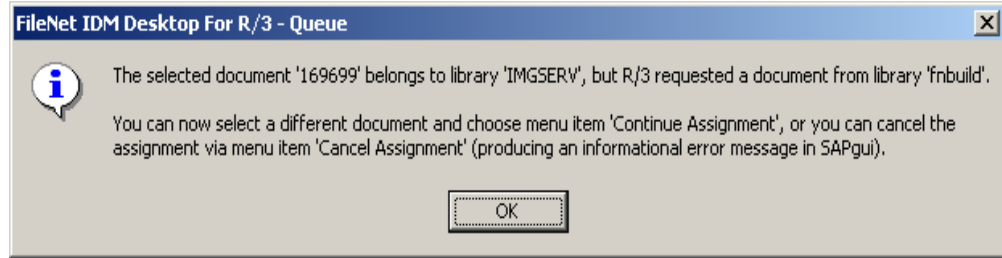 FileNet IDM Desktop For R/3 - Queue
The selected document '169699' belongs to library 'IMGSERV', but R/3 requested a document from library 'fnbuild'.
You can now select a different document and choose menu item 'Continue Assignment', or you can cancel the
assignment via menu item 'Cancel Assignment' (producing an informational error message in SAPgui).
OK